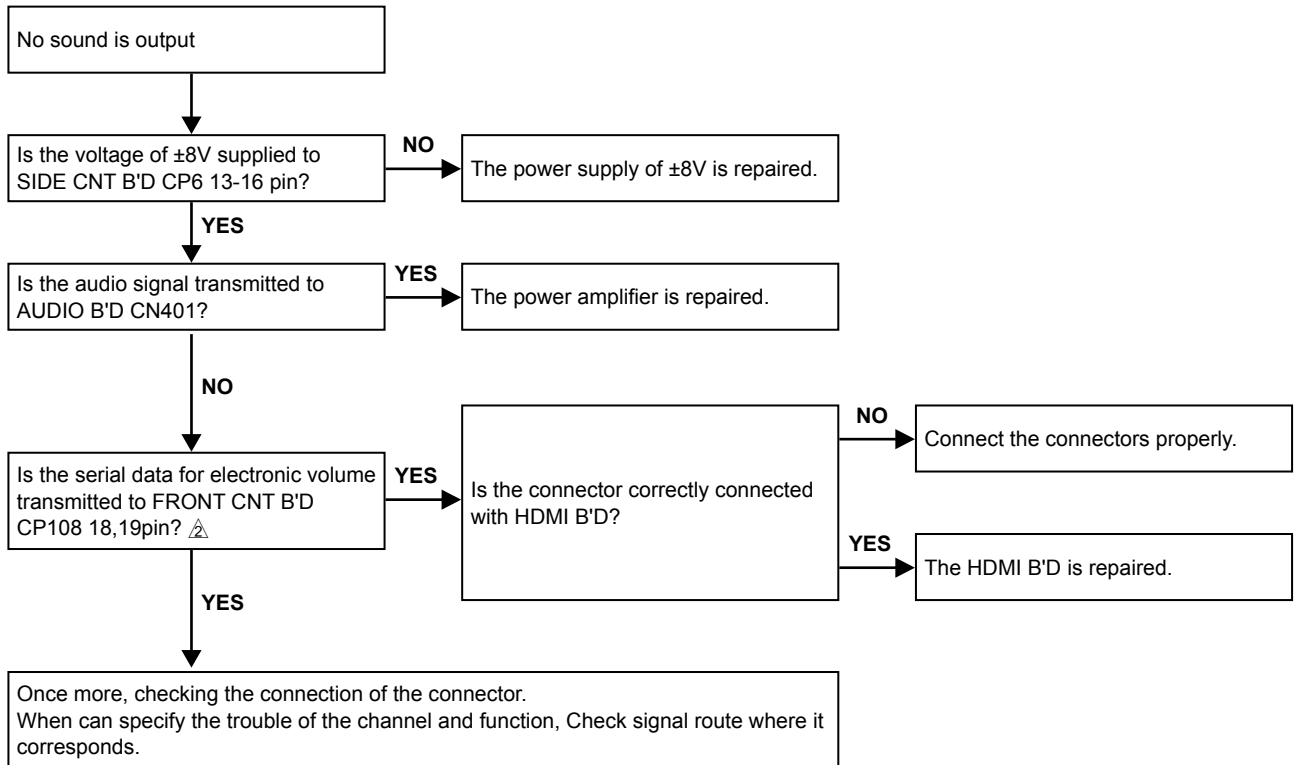 No sound is output
Is the voltage of ±8V supplied to
SIDE CNT B'D CP6 13-16 pin?
NO
The power supply of ±8V is repaired.
YES
Is the audio signal transmitted to
AUDIO B'D CN401?
YES
The power amplifier is repaired.
NO
Is the serial data for electronic volume
transmitted to FRONT CNT B'D
CP108 18,19pin? 2
YES
Is the connector correctly connected
with HDMI B'D?
NO
Connect the connectors properly.
YES
The HDMI B'D is repaired.
YES
Once more, checking the connection of the connector.
When can specify the trouble of the channel and function, Check signal route where it
corresponds.